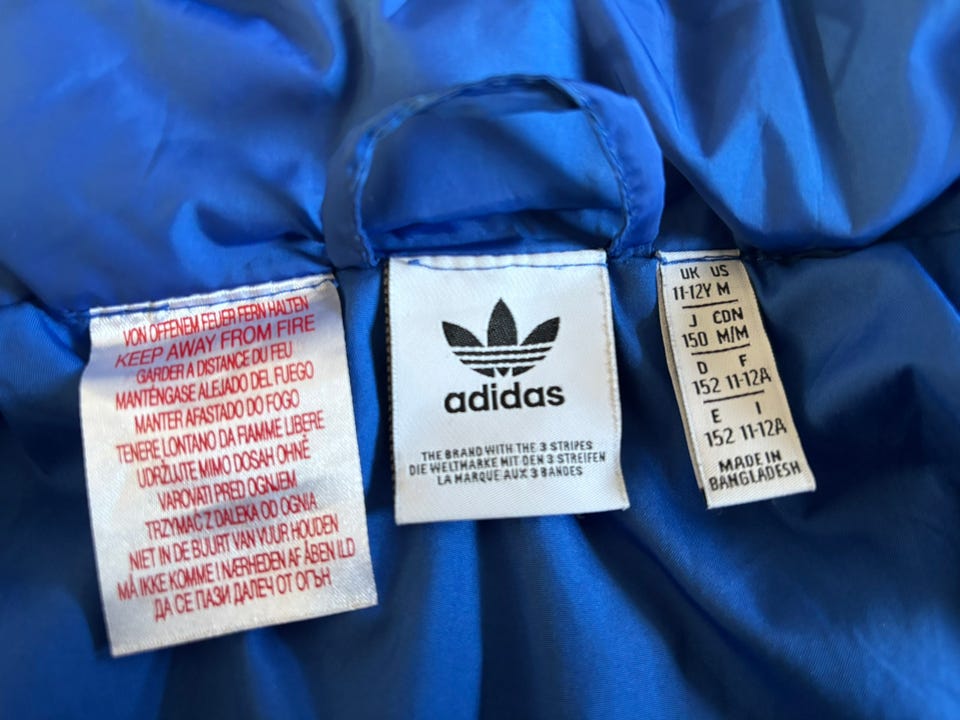 VON OFFENEM FEUER FERN HALTEN
KEEP AWAY FROM FIRE
GARDER A DISTANCE DU FEU
MANTÉNGASE ALEJADO DEL FUEGO
MANTER AFASTADO DO FOGO
TENERE LONTANO DA FIAMME LIBERE
UDRŽUJTE MIMO DOSAH OHNĚ
VAROVATI PRED OGNJEM
TRZYMAĆ Z DALEKA OD OGNIA
NIET IN DE BUURT VAN VUUR HOUDEN
MÅ IKKE KOMME I NÆRHEDEN AF ÅBEN ILD
ДА СЕ ПАЗИ ДАЛЕЧ ОТ ОГЪН
adidas
THE BRAND WITH THE 3 STRIPES
DIE WELTMARKE MIT DEN 3 STREIFEN
LA MARQUE AUX 3 BANDES
UK US
11-12Y M
J CDN
150 M/M
D F
152 11-12A
E I
152 11-12A
MADE IN
BANGLADESH